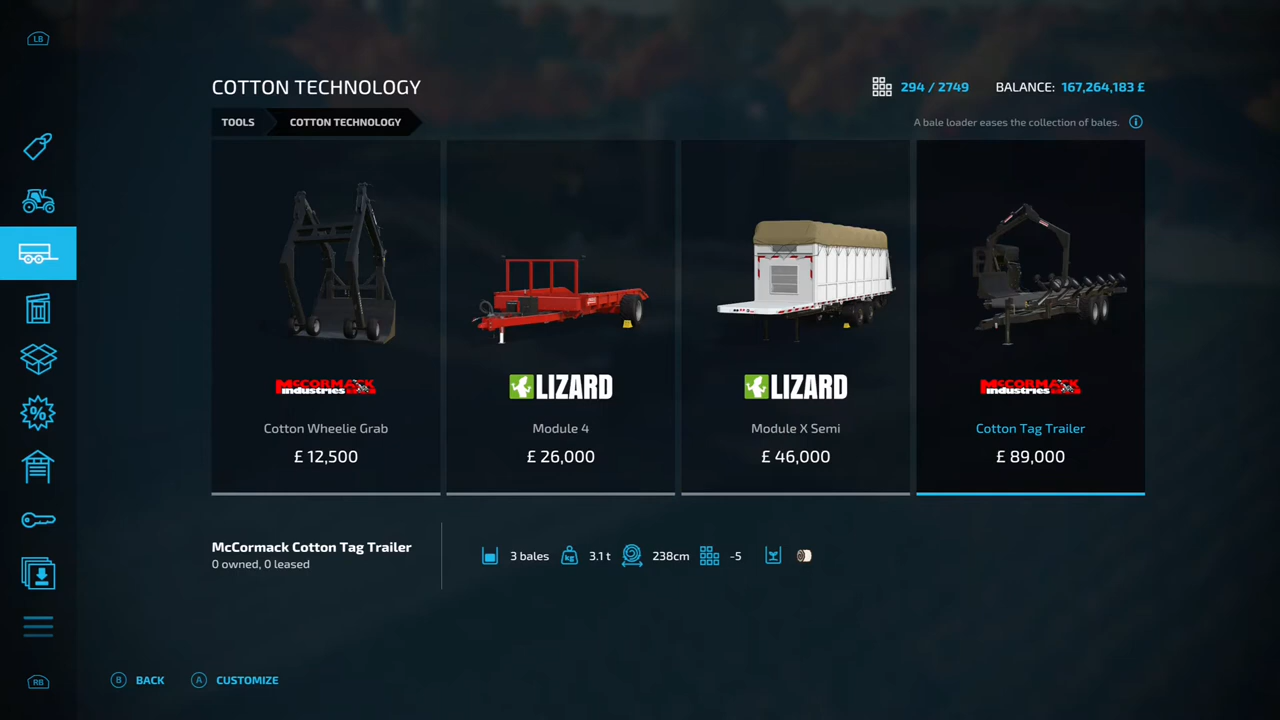 LB
COTTON TECHNOLOGY
294 / 2749 BALANCE: 167,264,183 £
TOOLS COTTON TECHNOLOGY
A bale loader eases the collection of bales.
McCORMACK industries
LIZARD
LIZARD
McCORMACK industries
Cotton Wheelie Grab
Module 4
Module X Semi
Cotton Tag Trailer
£ 12,500
£ 26,000
£ 46,000
£ 89,000
McCormack Cotton Tag Trailer
0 owned, 0 leased
3 bales kg 3.1 t 238cm -5
B BACK A CUSTOMIZE
RB